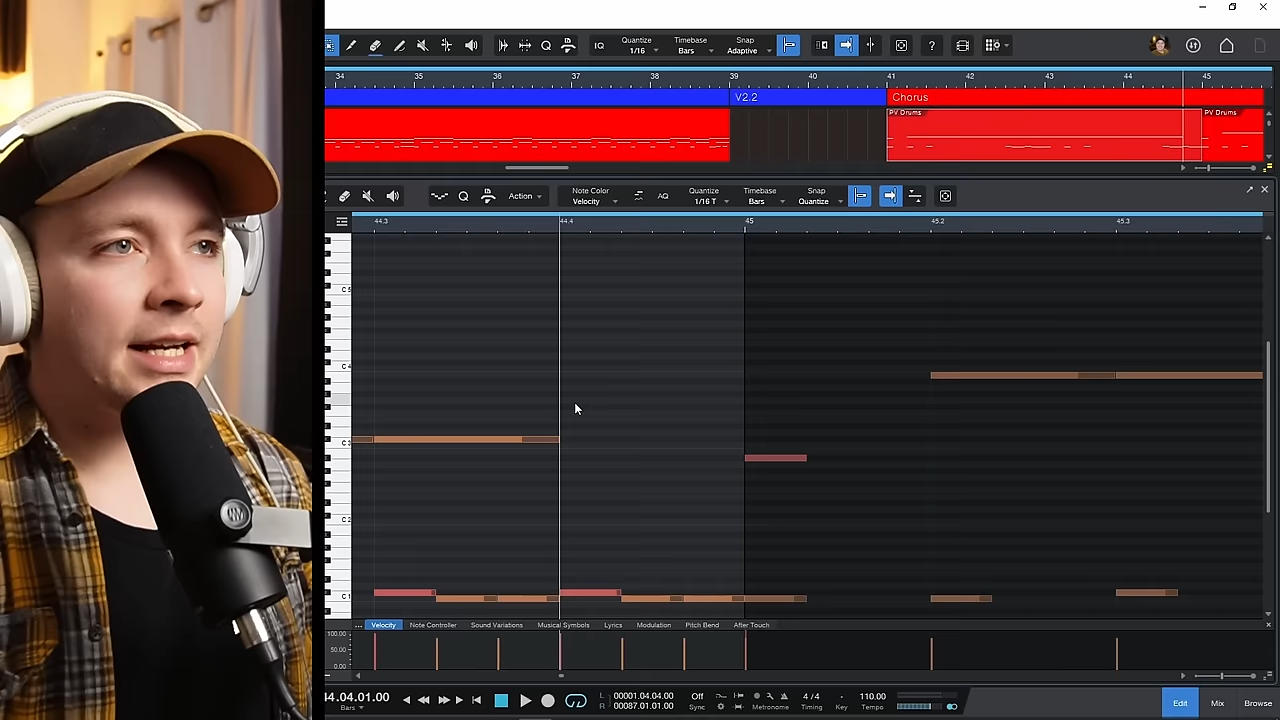 IQ Quantize 1/16 Timebase Bars Snap Adaptive ?
34 35 36 37 38 39 40 41 42 43 44 45
V2.2 Chorus
PV Drums PV Drums
Action Note Color Velocity AQ Quantize 1/16 T Timebase Bars Snap Quantize
44.3 44.4 45 45.2 45.3
C 5
C 4
C 3
C 2
C 1
... Velocity Note Controller Sound Variations Musical Symbols Lyrics Modulation Pitch Bend After Touch
100.00
50.00
0.00
44.04.01.00 Bars
L 00001.04.04.00
R 00087.01.01.00
Off Sync Metronome 4 / 4 Timing - Key 110.00 Tempo
Edit Mix Browse